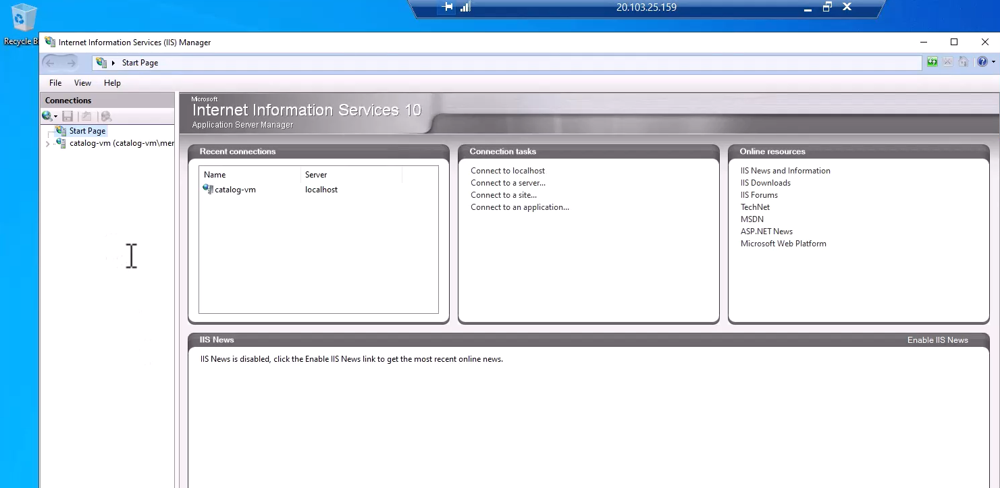 20.103.25.159
Recycle B
Internet Information Services (IIS) Manager
Start Page
File View Help
Connections
Start Page
catalog-vm (catalog-vm\mer
Microsoft
Internet Information Services 10
Application Server Manager
Recent connections
Name Server
catalog-vm localhost
Connection tasks
Connect to localhost
Connect to a server...
Connect to a site...
Connect to an application...
Online resources
IIS News and Information
IIS Downloads
IIS Forums
TechNet
MSDN
ASP.NET News
Microsoft Web Platform
IIS News
Enable IIS News
IIS News is disabled, click the Enable IIS News link to get the most recent online news.